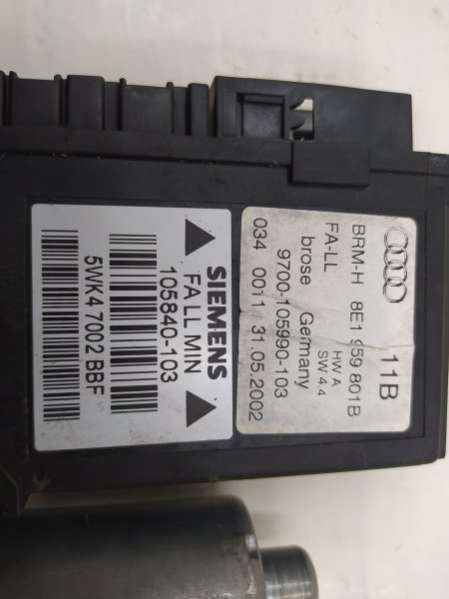 11B
BRM-H 8E1 959 801B
FA-LL HW A
SW 4.4
brose Germany
9700-105990-103
034 0011 31.05.2002
SIEMENS
FA LL MIN
105840-103
5WK4 7002 BBF